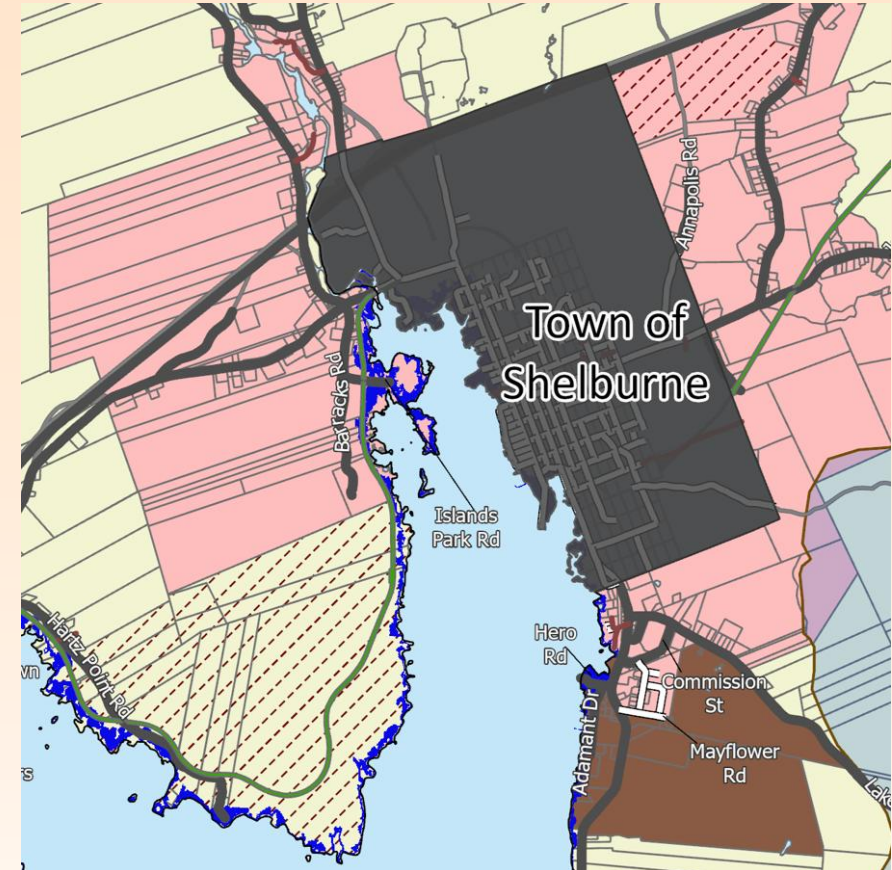 Annapolis Rd
Town of
Shelburne
Barracks Rd
Islands
Park Rd
Hartz Point Rd
Hero
Rd
Commission
St
Adamant Dr
Mayflower
Rd
Lake